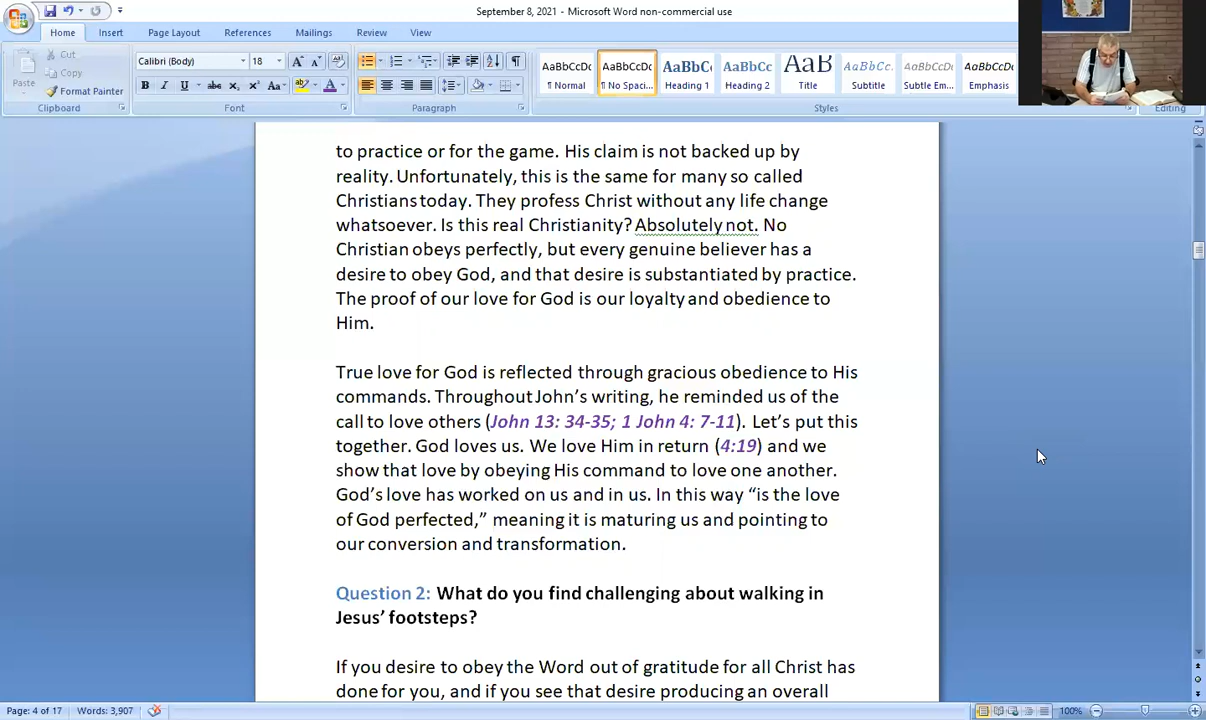 September 8, 2021 - Microsoft Word non-commercial use
Home Insert Page Layout References Mailings Review View
Cut
Copy
Paste
Format Painter
Clipboard
Calibri (Body) 18
Font
Paragraph
AaBbCcDc AaBbCcDc AaBbC AaBbCc AaB AaBbCc AaBbCcDc AaBbCcDc
¶ Normal ¶ No Spaci... Heading 1 Heading 2 Title Subtitle Subtle Em... Emphasis
Styles
Editing
to practice or for the game. His claim is not backed up by
reality. Unfortunately, this is the same for many so called
Christians today. They profess Christ without any life change
whatsoever. Is this real Christianity? Absolutely not. No
Christian obeys perfectly, but every genuine believer has a
desire to obey God, and that desire is substantiated by practice.
The proof of our love for God is our loyalty and obedience to
Him.
True love for God is reflected through gracious obedience to His
commands. Throughout John’s writing, he reminded us of the
call to love others (John 13: 34-35; 1 John 4: 7-11). Let’s put this
together. God loves us. We love Him in return (4:19) and we
show that love by obeying His command to love one another.
God’s love has worked on us and in us. In this way “is the love
of God perfected,” meaning it is maturing us and pointing to
our conversion and transformation.
Question 2: What do you find challenging about walking in
Jesus’ footsteps?
If you desire to obey the Word out of gratitude for all Christ has
done for you, and if you see that desire producing an overall
Page: 4 of 17 Words: 3,907 100%